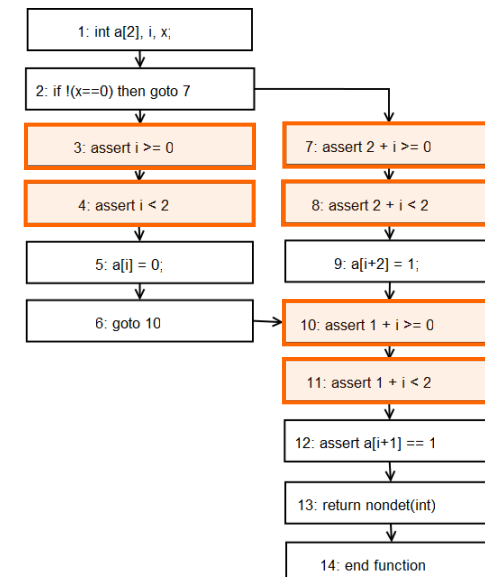 1: int a[2], i, x;
2: if !(x==0) then goto 7
3: assert i >= 0
4: assert i < 2
5: a[i] = 0;
6: goto 10
7: assert 2 + i >= 0
8: assert 2 + i < 2
9: a[i+2] = 1;
10: assert 1 + i >= 0
11: assert 1 + i < 2
12: assert a[i+1] == 1
13: return nondet(int)
14: end function